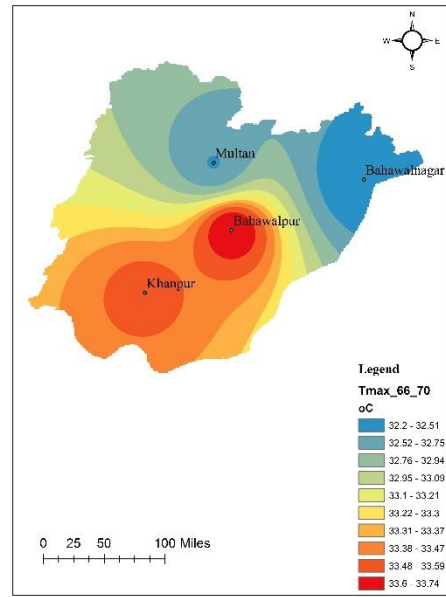 N
W E
S
Multan
Bahawalnagar
Bahawalpur
Khanpur
Legend
Tmax_66_70
oC
32.2 - 32.51
32.52 - 32.75
32.76 - 32.94
32.95 - 33.09
33.1 - 33.21
33.22 - 33.3
33.31 - 33.37
33.38 - 33.47
33.48 - 33.59
33.6 - 33.74
0 25 50 100 Miles